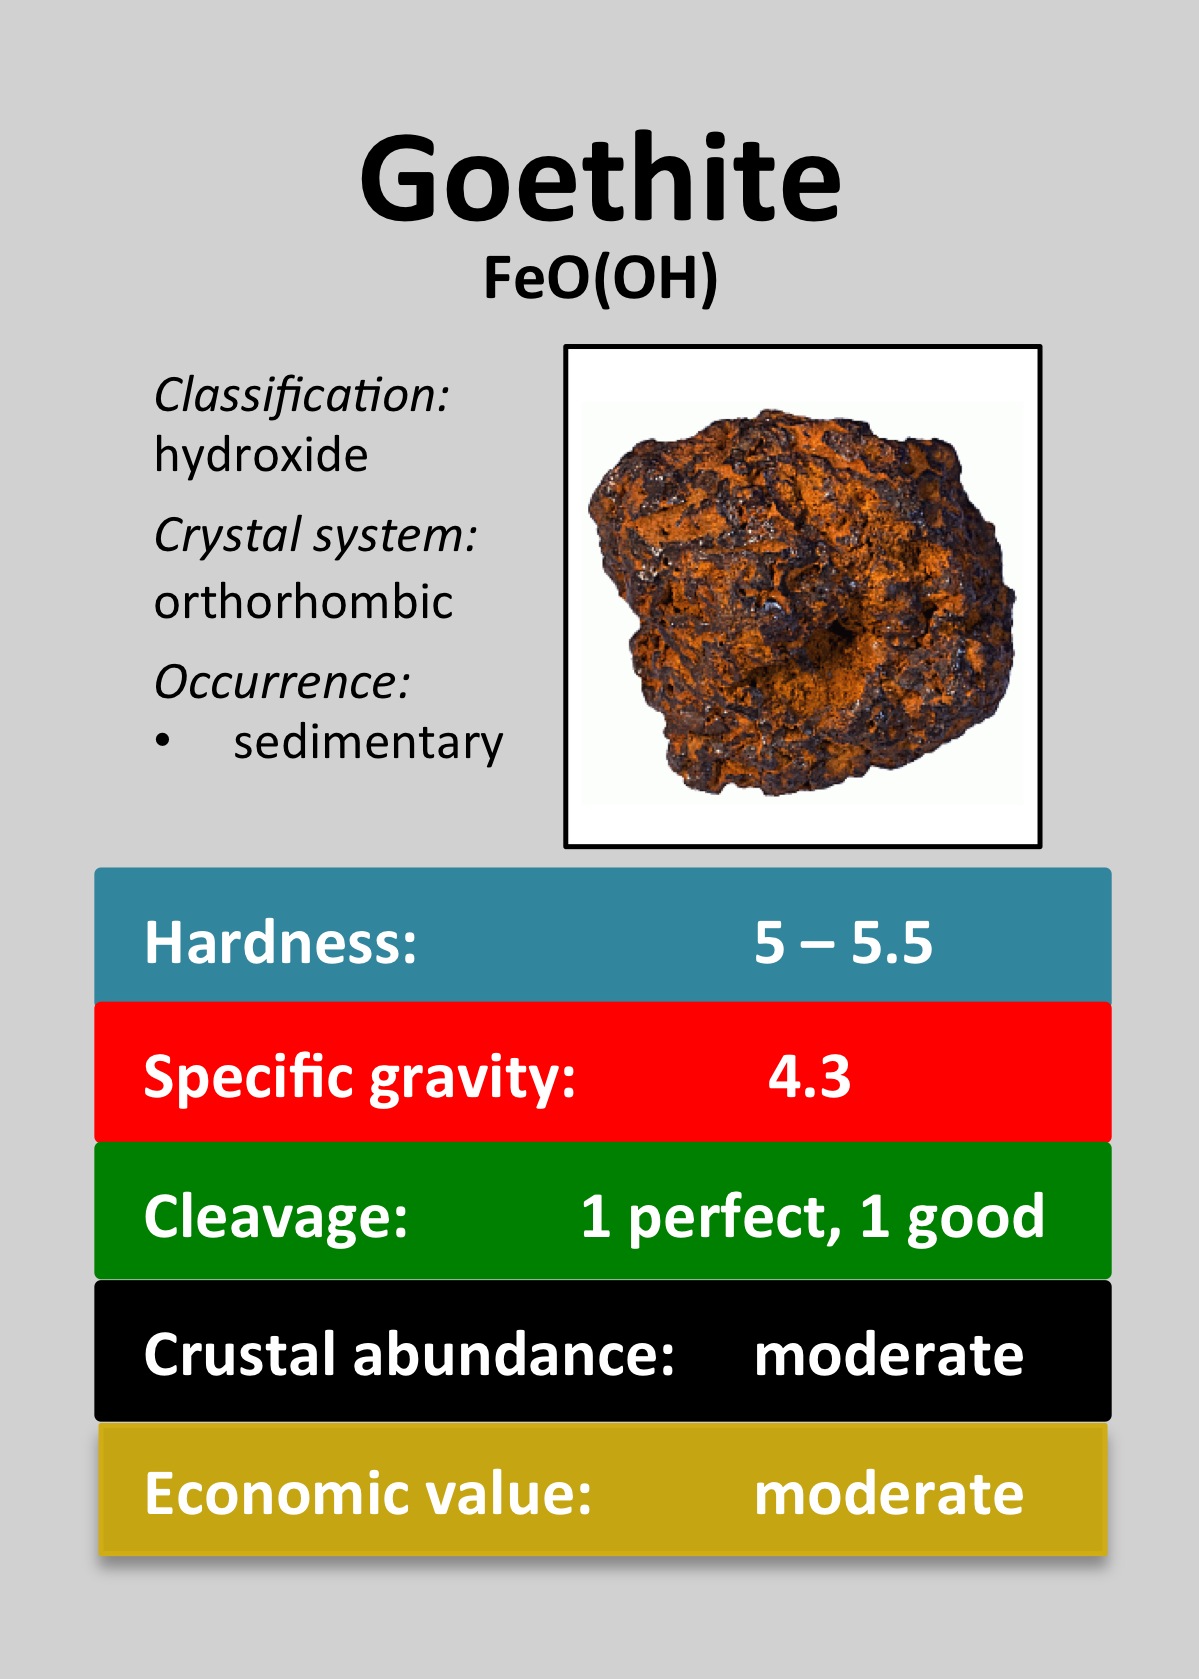 Goethite
FeO(OH)
Classification:
hydroxide
Crystal system:
orthorhombic
Occurrence:
• sedimentary
Hardness: 5 – 5.5
Specific gravity: 4.3
Cleavage: 1 perfect, 1 good
Crustal abundance: moderate
Economic value: moderate